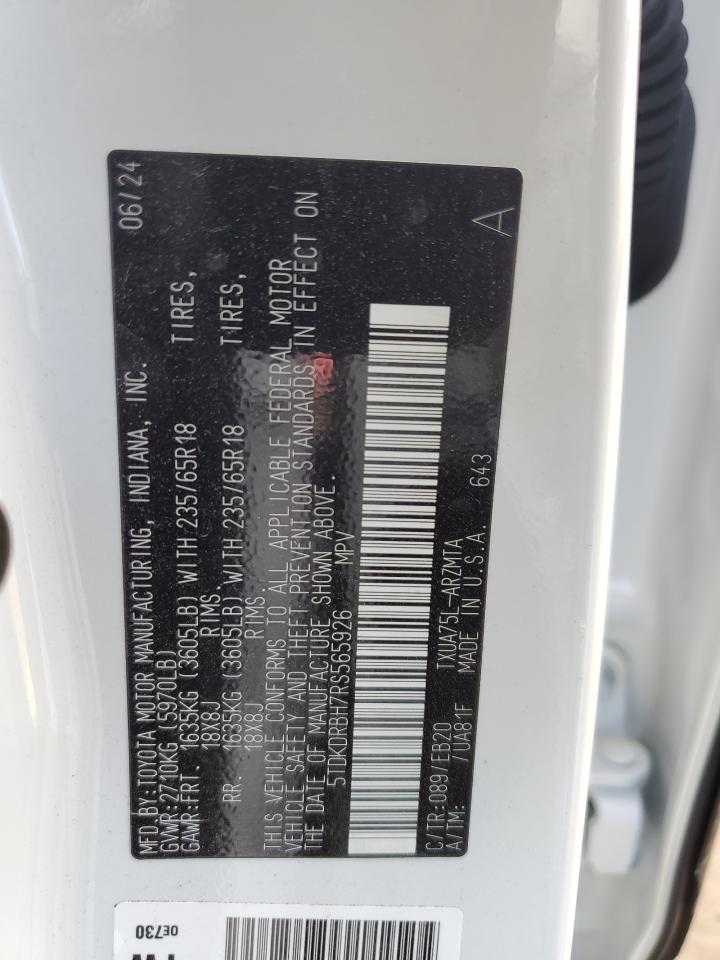 MFD.BY:TOYOTA MOTOR MANUFACTURING, INDIANA, INC. 06/24
GVWR:2710KG (5970LB)
GAWR:FRT 1635KG (3605LB) WITH 235/65R18 TIRES,
18X8J RIMS.
RR. 1635KG (3605LB) WITH 235/65R18 TIRES,
18X8J RIMS.
THIS VEHICLE CONFORMS TO ALL APPLICABLE FEDERAL MOTOR
VEHICLE SAFETY AND THEFT PREVENTION STANDARDS IN EFFECT ON
THE DATE OF MANUFACTURE SHOWN ABOVE.
5TDKDRBH7RS565926 MPV
C/TR:089/EB20 TXUA75L-ARZMTA A
A/TM: /UA81F MADE IN U.S.A. 643
0E730